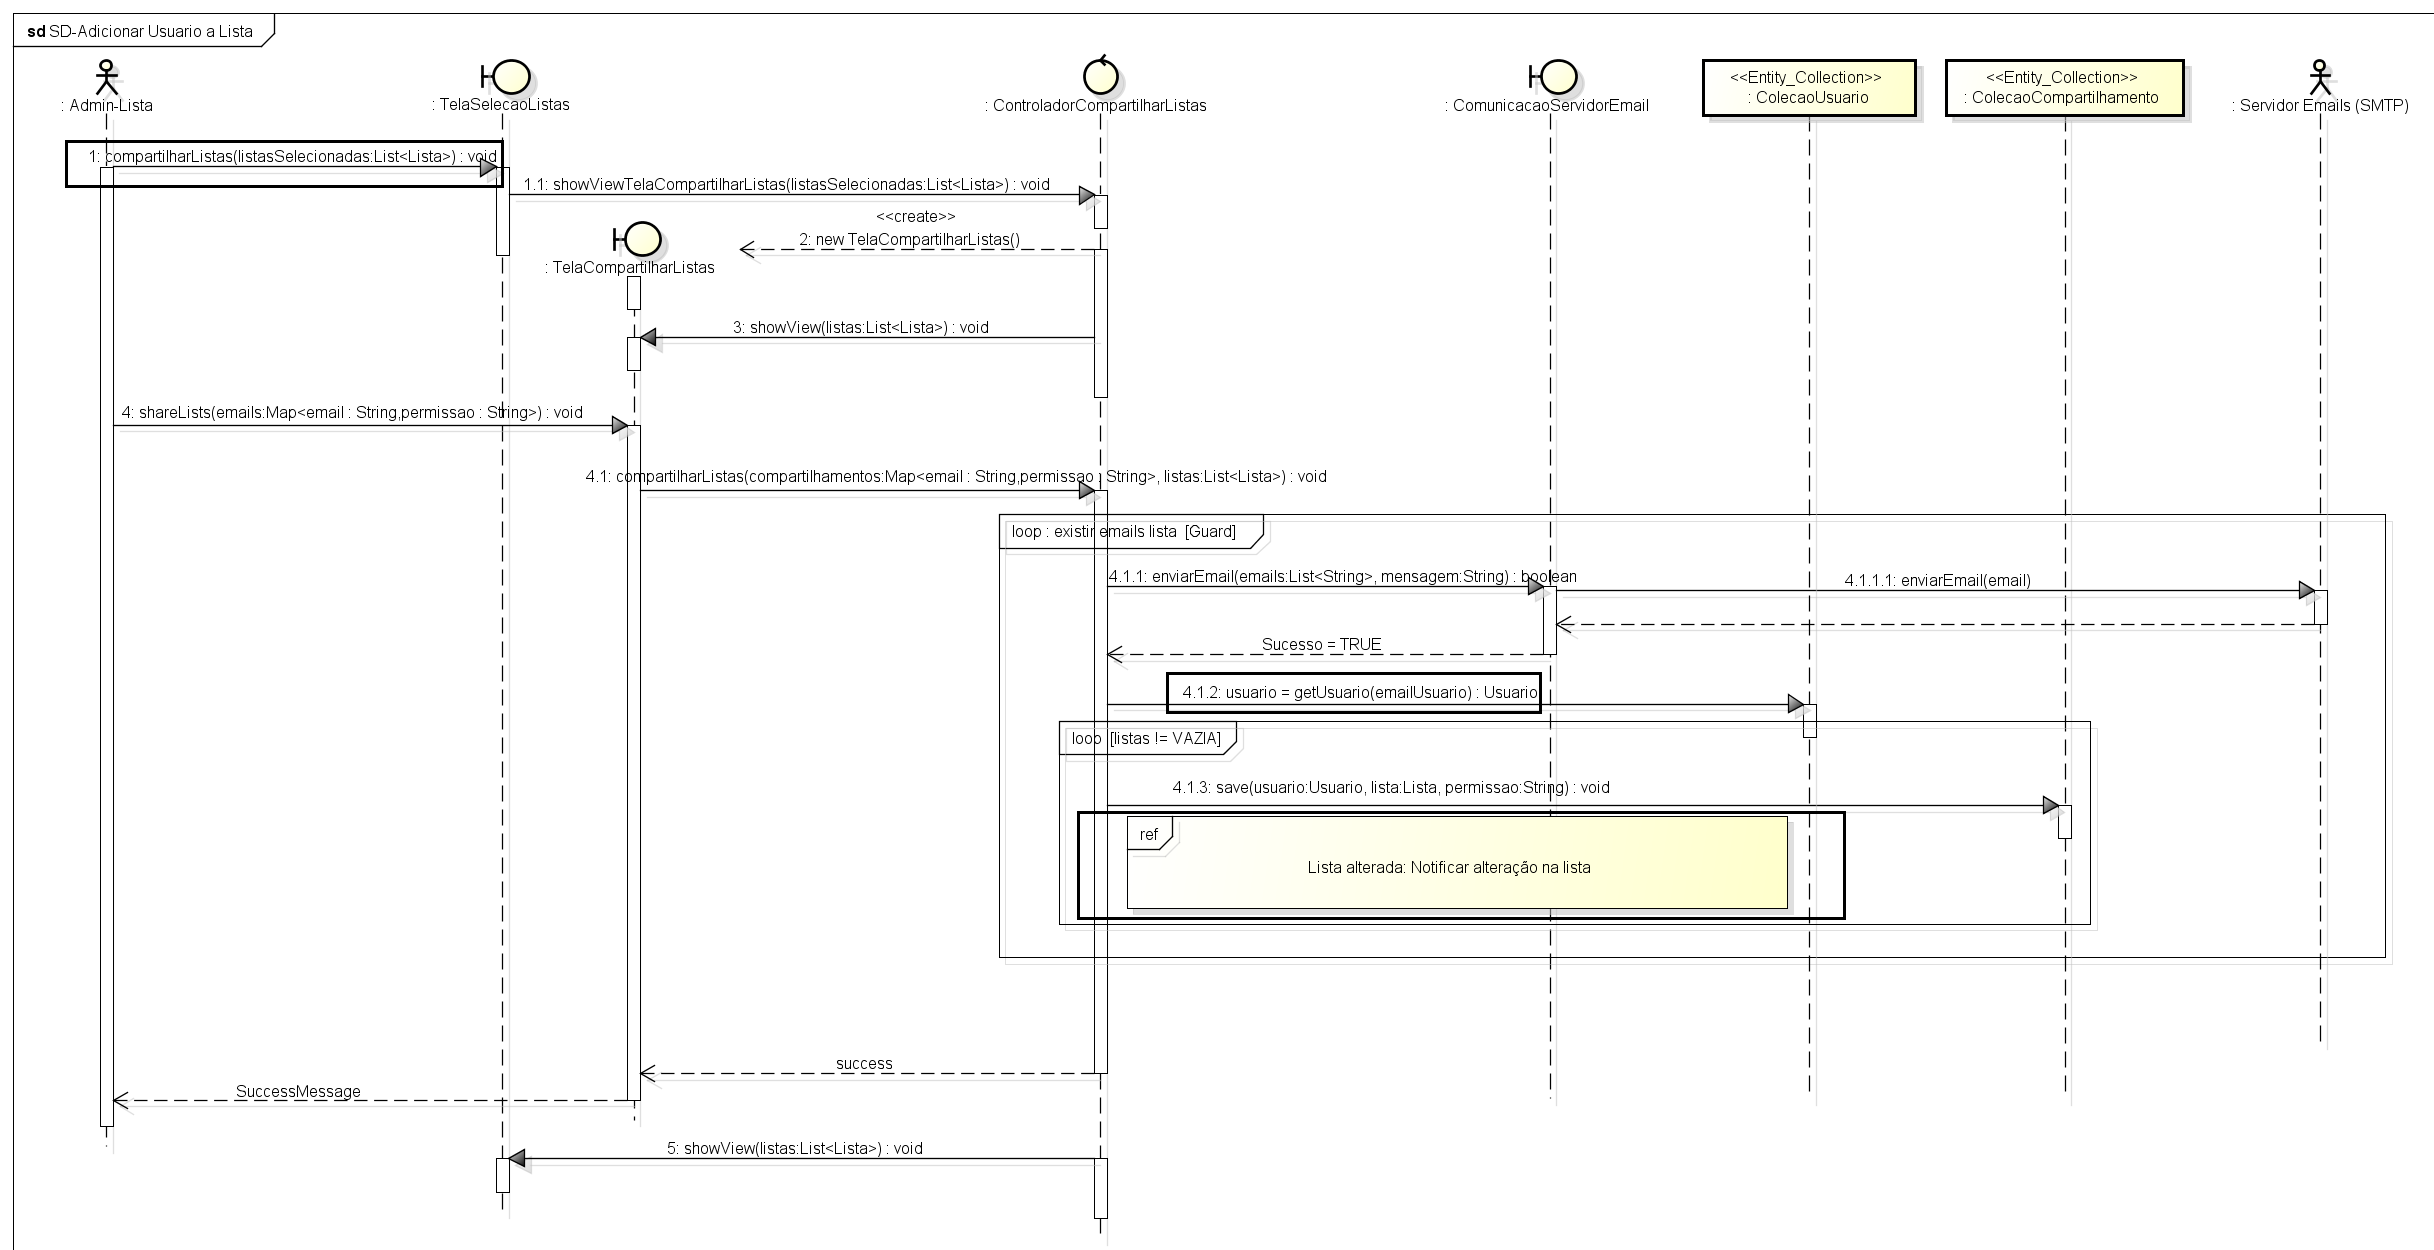 sd SD-Adicionar Usuario a Lista
: Admin-Lista
: TelaSelecaoListas
: ControladorCompartilharListas
: ComunicacaoServidorEmail
<<Entity_Collection>>
: ColecaoUsuario
<<Entity_Collection>>
: ColecaoCompartilhamento
: Servidor Emails (SMTP)
1: compartilharListas(listasSelecionadas:List<Lista>) : void
1.1: showViewTelaCompartilharListas(listasSelecionadas:List<Lista>) : void
<<create>>
2: new TelaCompartilharListas()
: TelaCompartilharListas
3: showView(listas:List<Lista>) : void
4: shareLists(emails:Map<email : String,permissao : String>) : void
4.1: compartilharListas(compartilhamentos:Map<email : String,permissao : String>, listas:List<Lista>) : void
loop : existir emails lista [Guard]
4.1.1: enviarEmail(emails:List<String>, mensagem:String) : boolean
4.1.1.1: enviarEmail(email)
Sucesso = TRUE
4.1.2: usuario = getUsuario(emailUsuario) : Usuario
loop [listas != VAZIA]
4.1.3: save(usuario:Usuario, lista:Lista, permissao:String) : void
ref
Lista alterada: Notificar alteração na lista
success
SuccessMessage
5: showView(listas:List<Lista>) : void